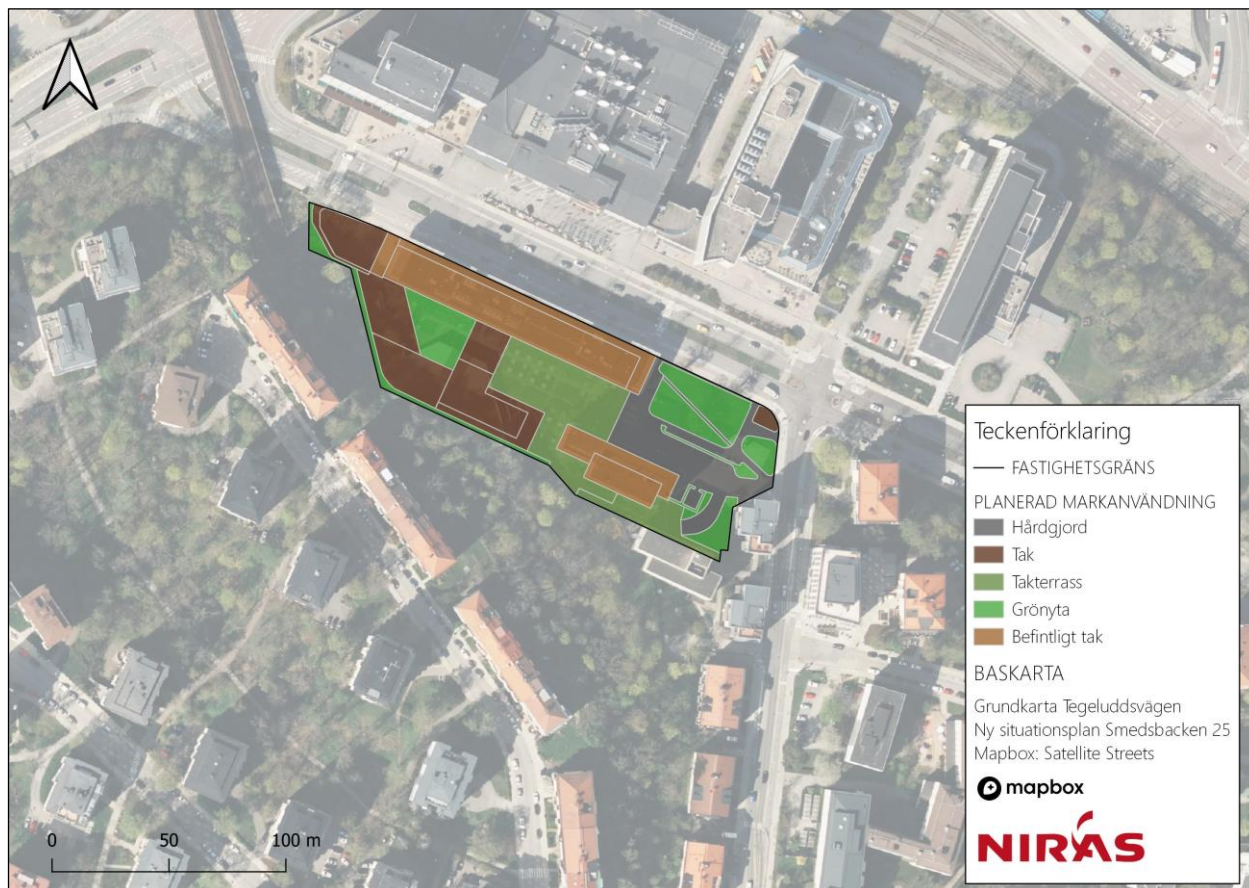 Teckenförklaring
FASTIGHETSGRÄNS
PLANERAD MARKANVÄNDNING
Hårdgjord
Tak
Takterrass
Grönyta
Befintligt tak
BASKARTA
Grundkarta Tegeluddsvägen
Ny situationsplan Smedsbacken 25
Mapbox: Satellite Streets
mapbox
NIRÁS
0 50 100 m